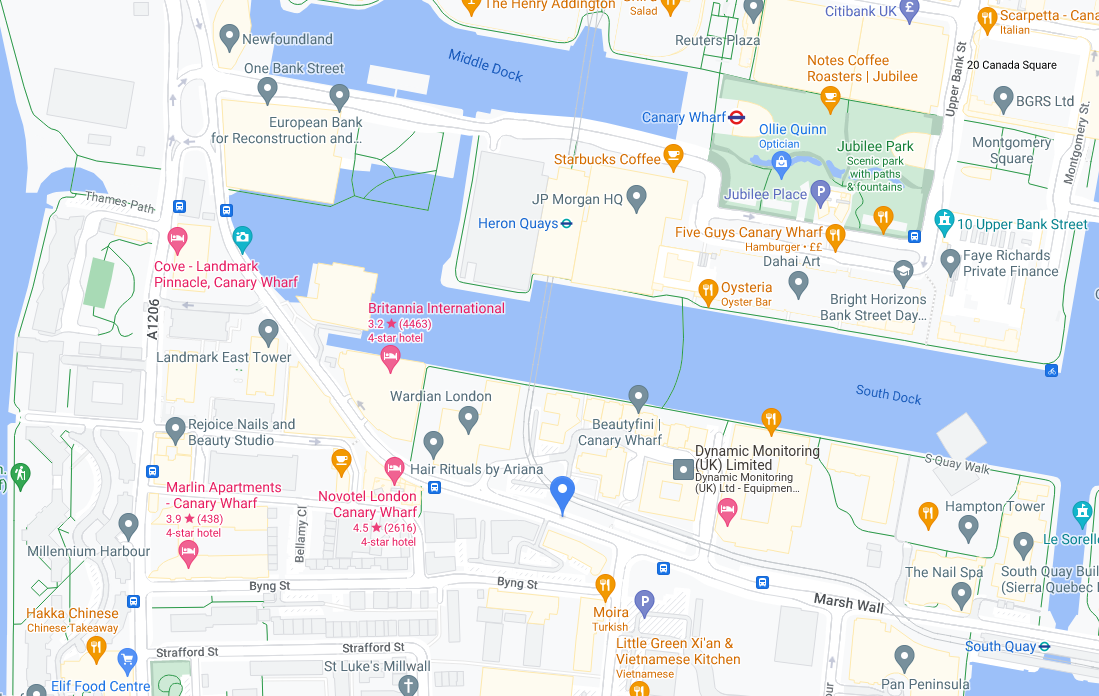 The Henry Addington
Salad
Citibank UK
Scarpetta - Cana
Italian
Newfoundland
Middle Dock
Reuters Plaza
Upper Bank St
20 Canada Square
Notes Coffee
Roasters | Jubilee
One Bank Street
BGRS Ltd
European Bank
for Reconstruction and...
Canary Wharf
Ollie Quinn
Optician
Jubilee Park
Scenic park
with paths
& fountains
Montgomery
Square
Montgomery St.
Starbucks Coffee
JP Morgan HQ
Jubilee Place
Thames Path
Heron Quays
10 Upper Bank Street
Five Guys Canary Wharf
Hamburger • ££
Dahai Art
Faye Richards
Private Finance
Cove - Landmark
Pinnacle, Canary Wharf
Oysteria
Oyster Bar
Bright Horizons
Bank Street Day...
A1206
Britannia International
3.2 ★ (4463)
4-star hotel
Landmark East Tower
South Dock
Wardian London
Rejoice Nails and
Beauty Studio
Beautyfini |
Canary Wharf
Dynamic Monitoring
(UK) Limited
Dynamic Monitoring
(UK) Ltd - Equipmen...
S Quay Walk
Hair Rituals by Ariana
Marlin Apartments
- Canary Wharf
3.9 ★ (438)
4-star hotel
Novotel London
Canary Wharf
4.5 ★ (2616)
4-star hotel
Bellamy Cl
Hampton Tower
Le Sorelle
Millennium Harbour
The Nail Spa
South Quay Buil
(Sierra Quebec
Byng St
Byng St
Marsh Wall
Hakka Chinese
Chinese Takeaway
Moira
Turkish
Strafford St
Strafford St
Little Green Xi'an &
Vietnamese Kitchen
Vietnamese
South Quay
St Luke's Millwall
Elif Food Centre
Pan Peninsula